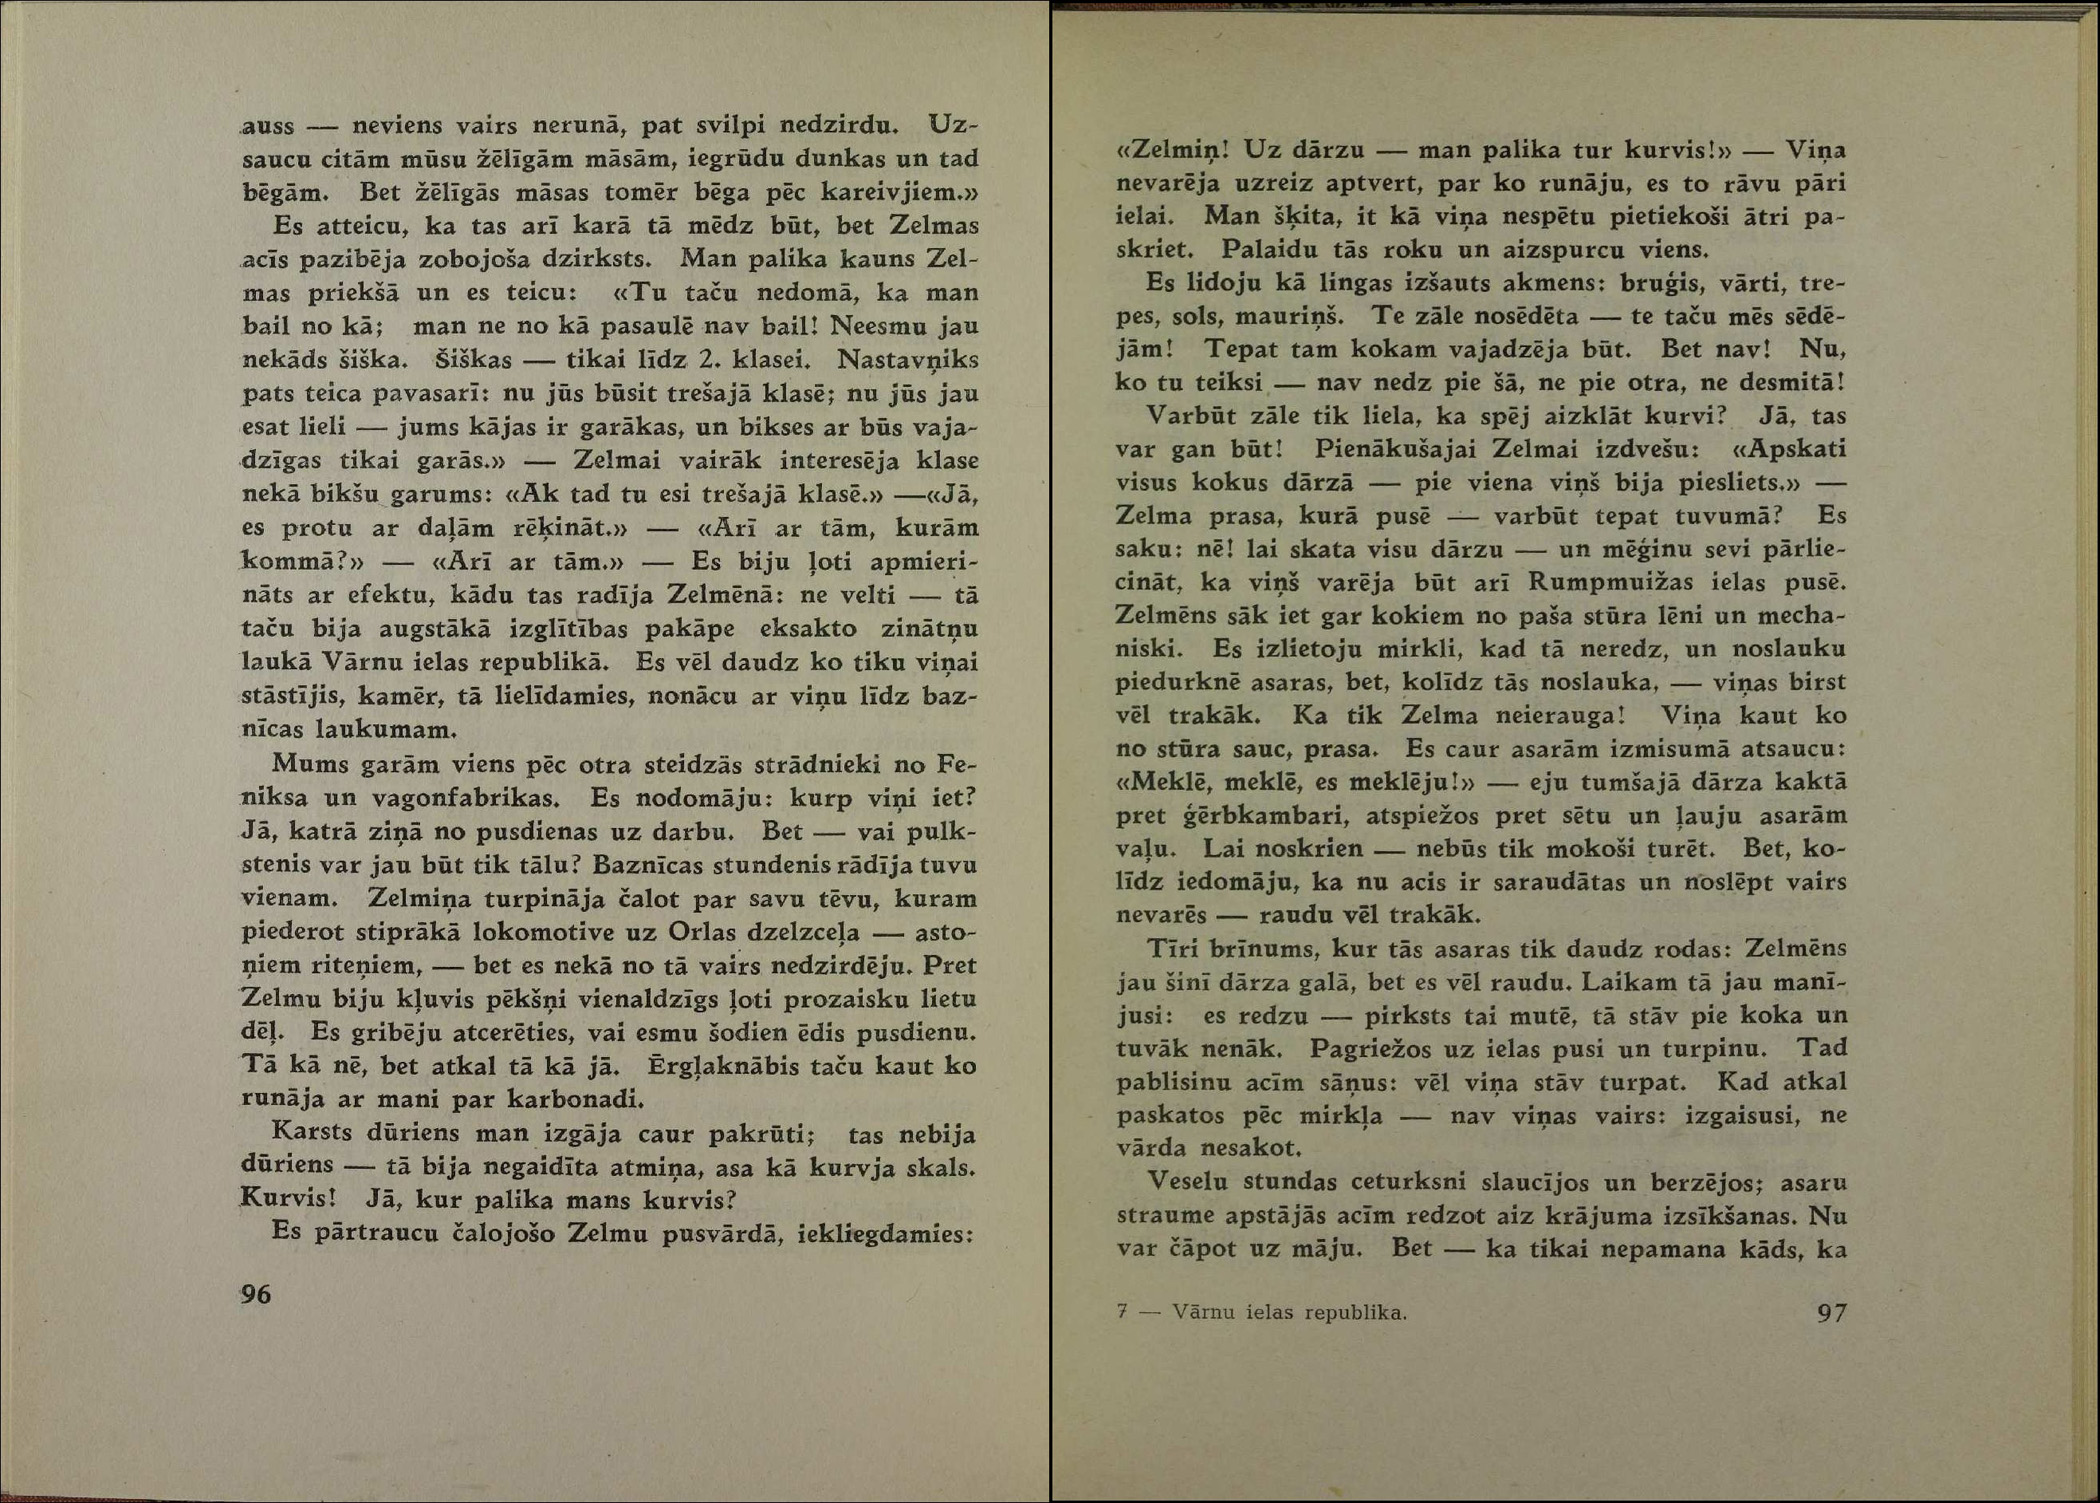 auss — neviens vairs nerunā, pat svilpi nedzirdu. Uz-
saucu citām mūsu žēlīgām māsām, iegrūdu dunkas un tad
bēgām. Bet žēlīgās māsas tomēr bēga pēc kareivjiem.»
Es atteicu, ka tas arī karā tā mēdz būt, bet Zelmas
acīs pazibēja zobojoša dzirksts. Man palika kauns Zel-
mas priekšā un es teicu: «Tu taču nedomā, ka man
bail no kā; man ne no kā pasaulē nav bail! Neesmu jau
nekāds šiška. Šiškas — tikai līdz 2. klasei. Nastavņiks
pats teica pavasarī: nu jūs būsit trešajā klasē; nu jūs jau
esat lieli — jums kājas ir garākas, un bikses ar būs vaja-
dzīgas tikai garās.» — Zelmai vairāk interesēja klase
nekā bikšu garums: «Ak tad tu esi trešajā klasē.» —«Jā,
es protu ar daļām rēķināt.» — «Arī ar tām, kurām
kommā?» — «Arī ar tām.» — Es biju ļoti apmieri-
nāts ar efektu, kādu tas radīja Zelmēnā: ne velti — tā
taču bija augstākā izglītības pakāpe eksakto zinātņu
laukā Vārnu ielas republikā. Es vēl daudz ko tiku viņai
stāstījis, kamēr, tā lielīdamies, nonācu ar viņu līdz baz-
nīcas laukumam.
Mums garām viens pēc otra steidzās strādnieki no Fe-
niksa un vagonfabrikas. Es nodomāju: kurp viņi iet?
Jā, katrā ziņā no pusdienas uz darbu. Bet — vai pulk-
stenis var jau būt tik tālu? Baznīcas stundenis rādīja tuvu
vienam. Zelmiņa turpināja čalot par savu tēvu, kuram
piederot stiprākā lokomotive uz Orlas dzelzceļa — asto-
ņiem riteņiem, — bet es nekā no tā vairs nedzirdēju. Pret
Zelmu biju kļuvis pēkšņi vienaldzīgs ļoti prozaisku lietu
dēļ. Es gribēju atcerēties, vai esmu šodien ēdis pusdienu.
Tā kā nē, bet atkal tā kā jā. Ērgļaknābis taču kaut ko
runāja ar mani par karbonadi.
Karsts dūriens man izgāja caur pakrūti; tas nebija
dūriens — tā bija negaidīta atmiņa, asa kā kurvja skals.
Kurvis! Jā, kur palika mans kurvis?
Es pārtraucu čalojošo Zelmu pusvārdā, iekliegdamies:
96
«Zelmiņ! Uz dārzu — man palika tur kurvis!» — Viņa
nevarēja uzreiz aptvert, par ko runāju, es to rāvu pāri
ielai. Man šķita, it kā viņa nespētu pietiekoši ātri pa-
skriet. Palaidu tās roku un aizspurcu viens.
Es lidoju kā lingas izšauts akmens: bruģis, vārti, tre-
pes, sols, mauriņš. Te zāle nosēdēta — te taču mēs sēdē-
jām! Tepat tam kokam vajadzēja būt. Bet nav! Nu,
ko tu teiksi — nav nedz pie šā, ne pie otra, ne desmitā!
Varbūt zāle tik liela, ka spēj aizklāt kurvi? Jā, tas
var gan būt! Pienākušajai Zelmai izdvešu: «Apskati
visus kokus dārzā — pie viena viņš bija piesliets.» —
Zelma prasa, kurā pusē — varbūt tepat tuvumā? Es
saku: nē! lai skata visu dārzu — un mēģinu sevi pārlie-
cināt, ka viņš varēja būt arī Rumpmuižas ielas pusē.
Zelmēns sāk iet gar kokiem no paša stūra lēni un mecha-
niski. Es izlietoju mirkli, kad tā neredz, un noslauku
piedurknē asaras, bet, kolīdz tās noslauka, — viņas birst
vēl trakāk. Ka tik Zelma neierauga! Viņa kaut ko
no stūra sauc, prasa. Es caur asarām izmisumā atsaucu:
«Meklē, meklē, es meklēju!» — eju tumšajā dārza kaktā
pret ģērbkambari, atspiežos pret sētu un ļauju asarām
vaļu. Lai noskrien — nebūs tik mokoši turēt. Bet, ko-
līdz iedomāju, ka nu acis ir saraudātas un noslēpt vairs
nevarēs — raudu vēl trakāk.
Tīri brīnums, kur tās asaras tik daudz rodas: Zelmēns
jau šinī dārza galā, bet es vēl raudu. Laikam tā jau manī-
jusi: es redzu — pirksts tai mutē, tā stāv pie koka un
tuvāk nenāk. Pagriežos uz ielas pusi un turpinu. Tad
pablisinu acīm sāņus: vēl viņa stāv turpat. Kad atkal
paskatos pēc mirkļa — nav viņas vairs: izgaisusi, ne
vārda nesakot.
Veselu stundas ceturksni slaucījos un berzējos; asaru
straume apstājās acīm redzot aiz krājuma izsīkšanas. Nu
var čāpot uz māju. Bet — ka tikai nepamana kāds, ka
7 — Vārnu ielas republika.
97